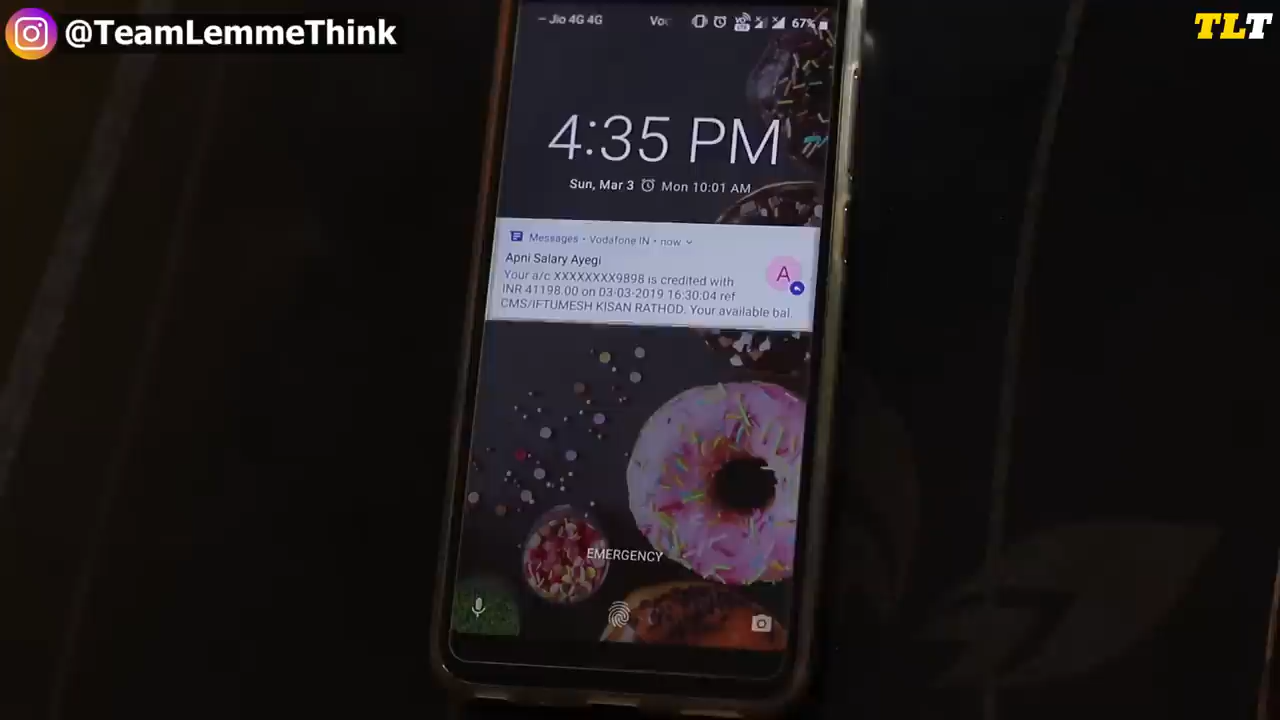 @TeamLemmeThink
TLT
– Jio 4G 4G
67%
4:35 PM
Sun, Mar 3 Mon 10:01 AM
Messages • Vodafone IN • now
Apni Salary Ayegi
A
Your a/c XXXXXXXX9898 is credited with
INR 41198.00 on 03-03-2019 16:30:04 ref
CMS/IFTUMESH KISAN RATHOD. Your available bal.
EMERGENCY